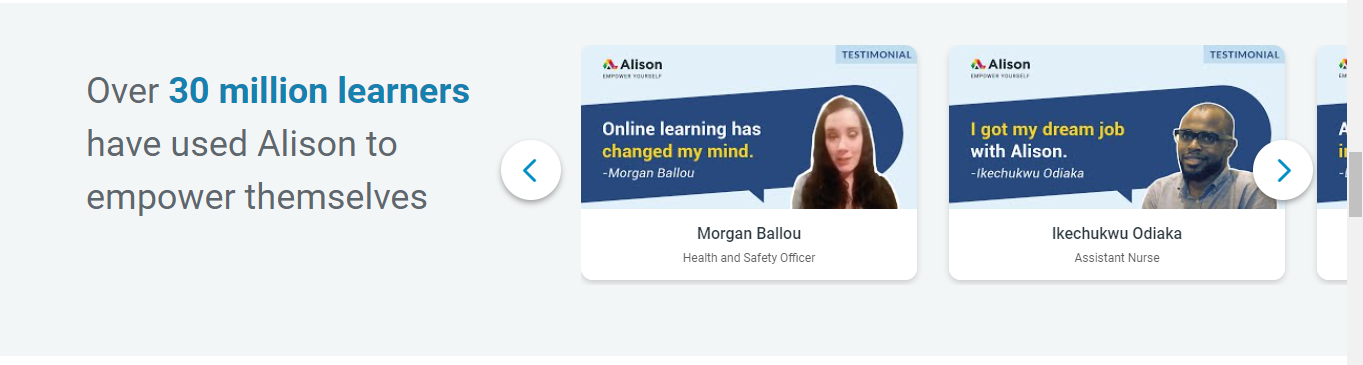 Over 30 million learners
have used Alison to
empower themselves
TESTIMONIAL
Alison
EMPOWER YOURSELF
Online learning has
changed my mind.
-Morgan Ballou
Morgan Ballou
Health and Safety Officer
TESTIMONIAL
Alison
EMPOWER YOURSELF
I got my dream job
with Alison.
-Ikechukwu Odiaka
Ikechukwu Odiaka
Assistant Nurse